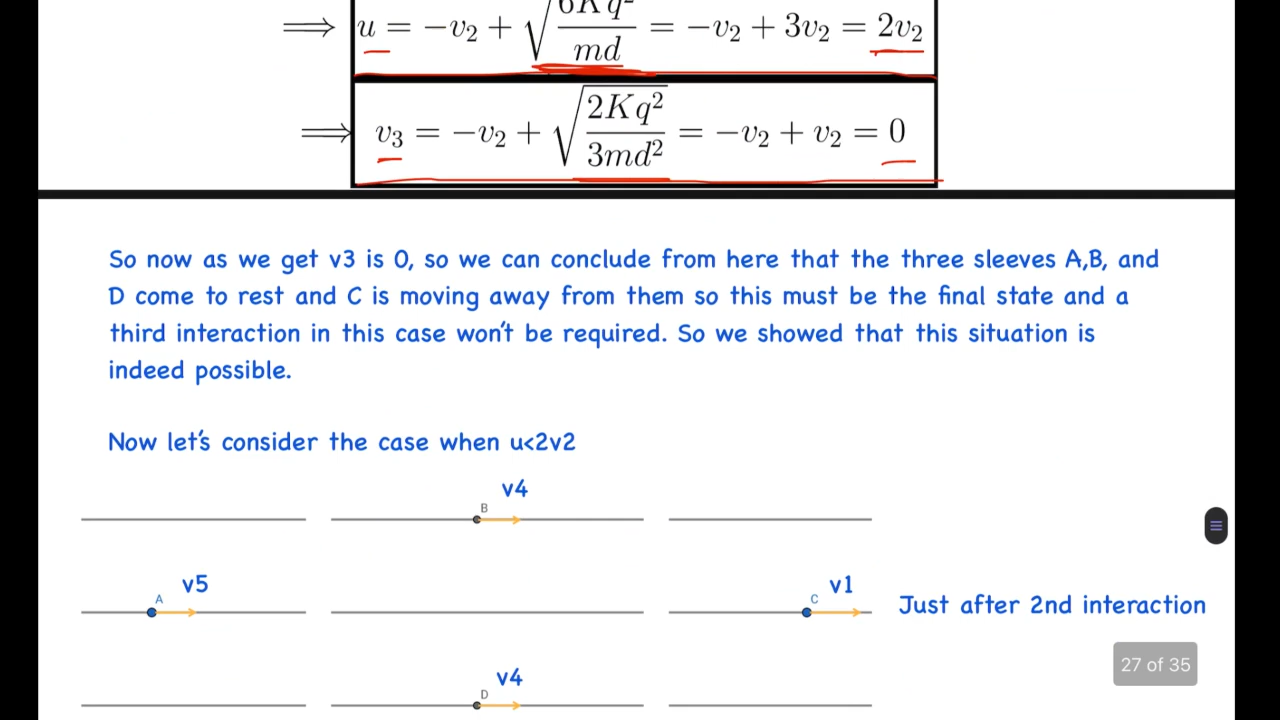 ⟹ u = −v₂ + √(6Kq²/md) = −v₂ + 3v₂ = 2v₂
⟹ v₃ = −v₂ + √(2Kq²/3md²) = −v₂ + v₂ = 0
So now as we get v3 is 0, so we can conclude from here that the three sleeves A,B, and
D come to rest and C is moving away from them so this must be the final state and a
third interaction in this case won't be required. So we showed that this situation is
indeed possible.
Now let's consider the case when u<2v2
v4
B
v5
A
v1
C
Just after 2nd interaction
v4
D
27 of 35